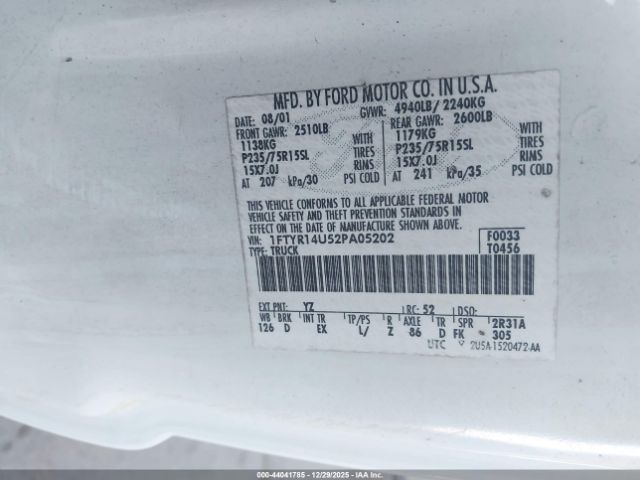 MFD. BY FORD MOTOR CO. IN U.S.A.
DATE: 08/01 GVWR: 4940LB/ 2240KG
FRONT GAWR: 2510LB REAR GAWR: 2600LB
1138KG WITH 1179KG WITH
P235/75R15SL TIRES P235/75R15SL TIRES
15X7.0J RIMS 15X7.0J RIMS
AT 207 kPa/30 PSI COLD AT 241 kPa/35 PSI COLD
THIS VEHICLE CONFORMS TO ALL APPLICABLE FEDERAL MOTOR
VEHICLE SAFETY AND THEFT PREVENTION STANDARDS IN
EFFECT ON THE DATE OF MANUFACTURE SHOWN ABOVE
VIN: 1FTYR14U52PA05202 F0033
TYPE: TRUCK T0456
EXT PNT: YZ RC: 52 DSO:
WB BRK INT TR TP/PS R AXLE TR SPR 2R31A
126 D EX L/ Z 86 D FK 305
UTC 2U5A-1520472-AA
000-44041785 - 12/29/2025 - IAAI.COM